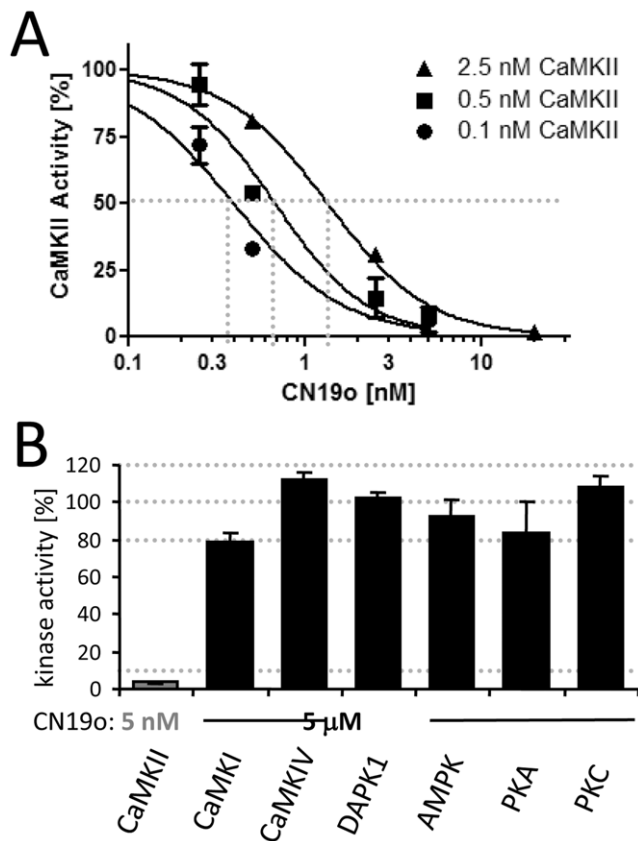 A
CaMKII Activity [%]
100
75
50
25
0
0.1
0.3
1
3
10
CN19o [nM]
▲ 2.5 nM CaMKII
■ 0.5 nM CaMKII
● 0.1 nM CaMKII
B
kinase activity [%]
120
100
80
60
40
20
0
CN19o: 5 nM 5 μM
CaMKII
CaMKI
CaMKIV
DAPK1
AMPK
PKA
PKC